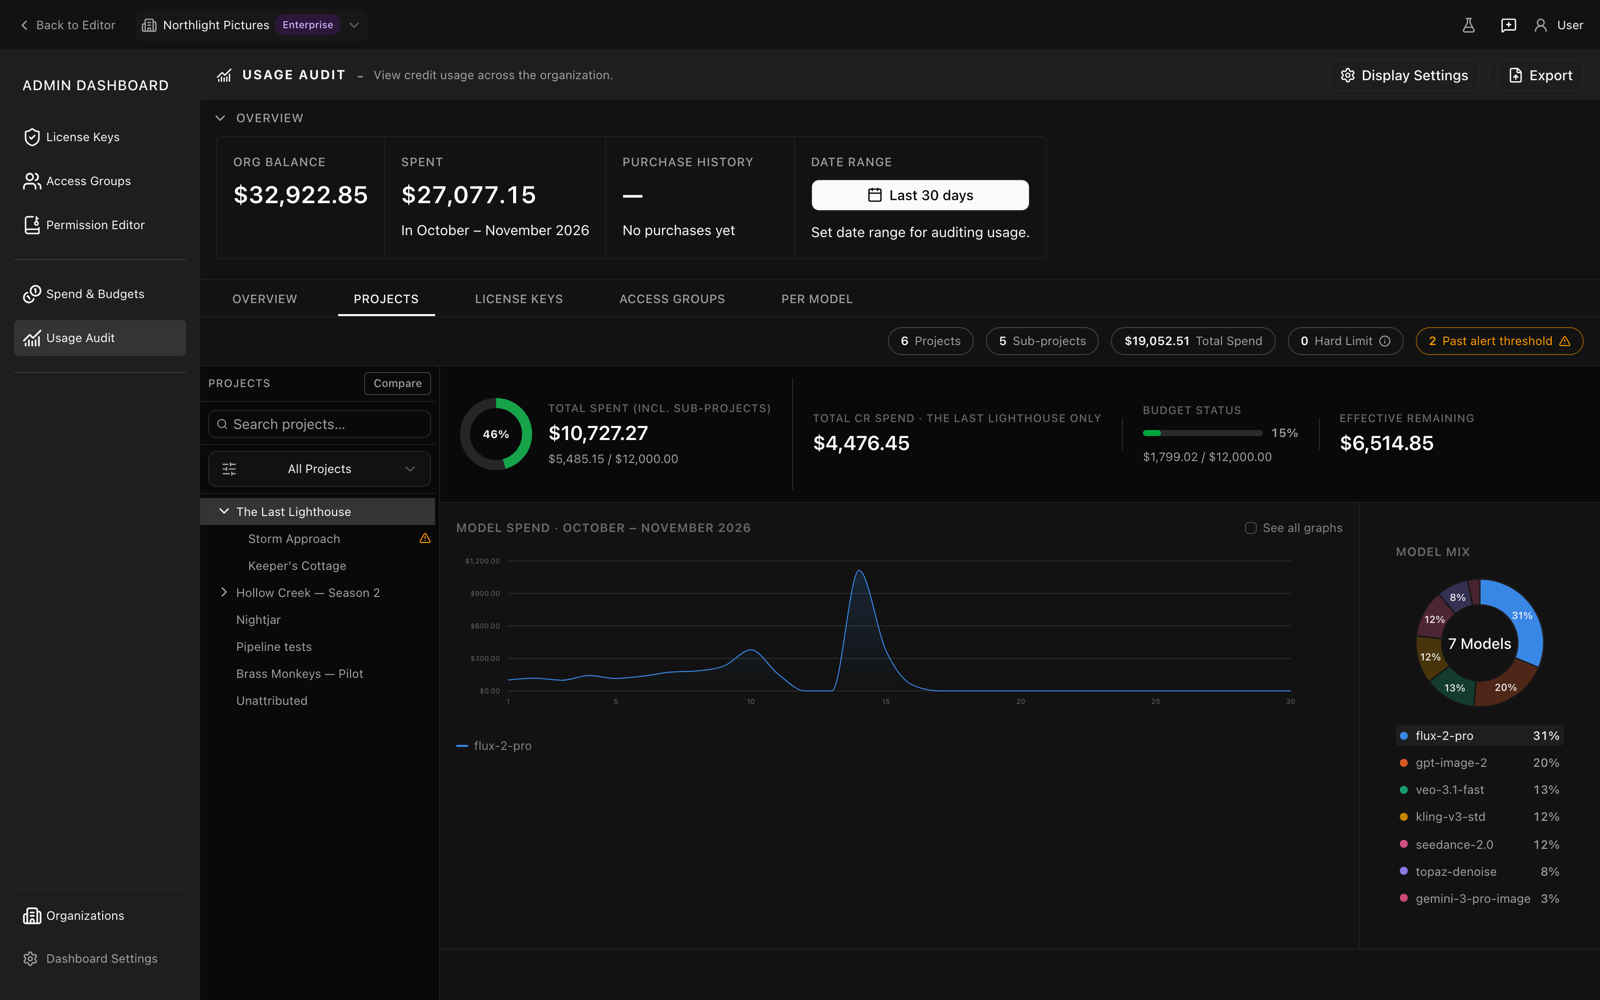 Back to Editor
Northlight Pictures
Enterprise
User
ADMIN DASHBOARD
License Keys
Access Groups
Permission Editor
Spend & Budgets
Usage Audit
Organizations
Dashboard Settings
USAGE AUDIT – View credit usage across the organization.
Display Settings
Export
OVERVIEW
ORG BALANCE
$32,922.85
SPENT
$27,077.15
In October – November 2026
PURCHASE HISTORY
—
No purchases yet
DATE RANGE
Last 30 days
Set date range for auditing usage.
OVERVIEW
PROJECTS
LICENSE KEYS
ACCESS GROUPS
PER MODEL
6 Projects
5 Sub-projects
$19,052.51 Total Spend
0 Hard Limit
2 Past alert threshold
PROJECTS
Compare
Search projects...
All Projects
The Last Lighthouse
Storm Approach
Keeper's Cottage
Hollow Creek — Season 2
Nightjar
Pipeline tests
Brass Monkeys — Pilot
Unattributed
46%
TOTAL SPENT (INCL. SUB-PROJECTS)
$10,727.27
$5,485.15 / $12,000.00
TOTAL CR SPEND · THE LAST LIGHTHOUSE ONLY
$4,476.45
BUDGET STATUS
15%
$1,799.02 / $12,000.00
EFFECTIVE REMAINING
$6,514.85
MODEL SPEND · OCTOBER – NOVEMBER 2026
See all graphs
$1,200.00
$900.00
$600.00
$300.00
$0.00
1
5
10
15
20
25
30
flux-2-pro
MODEL MIX
8%
31%
12%
7 Models
12%
13%
20%
flux-2-pro 31%
gpt-image-2 20%
veo-3.1-fast 13%
kling-v3-std 12%
seedance-2.0 12%
topaz-denoise 8%
gemini-3-pro-image 3%